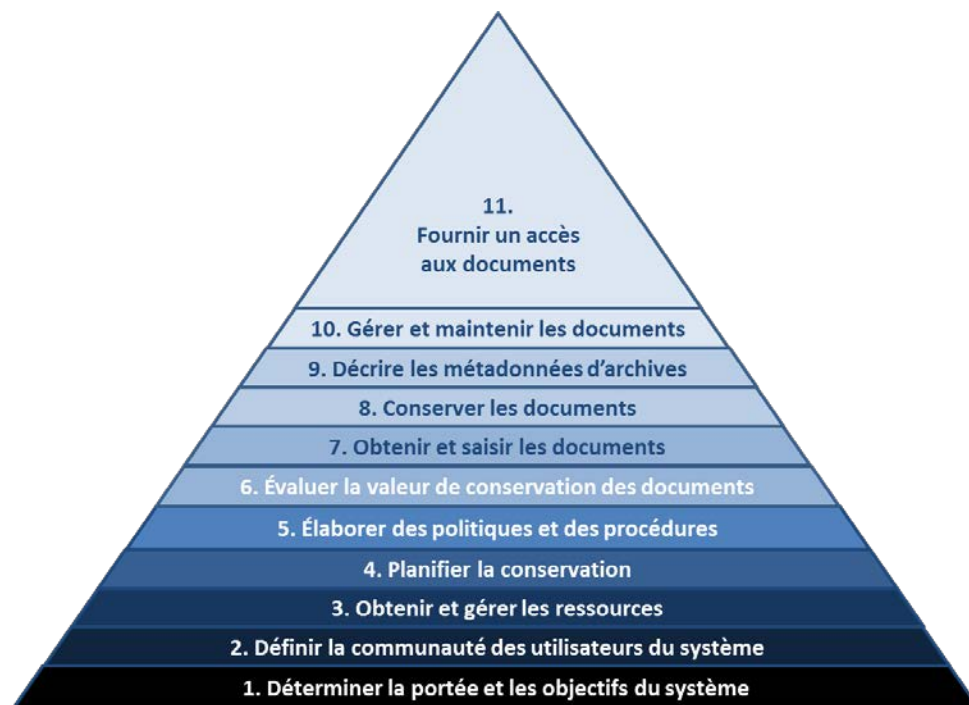 11.
Fournir un accès
aux documents
10. Gérer et maintenir les documents
9. Décrire les métadonnées d’archives
8. Conserver les documents
7. Obtenir et saisir les documents
6. Évaluer la valeur de conservation des documents
5. Élaborer des politiques et des procédures
4. Planifier la conservation
3. Obtenir et gérer les ressources
2. Définir la communauté des utilisateurs du système
1. Déterminer la portée et les objectifs du système